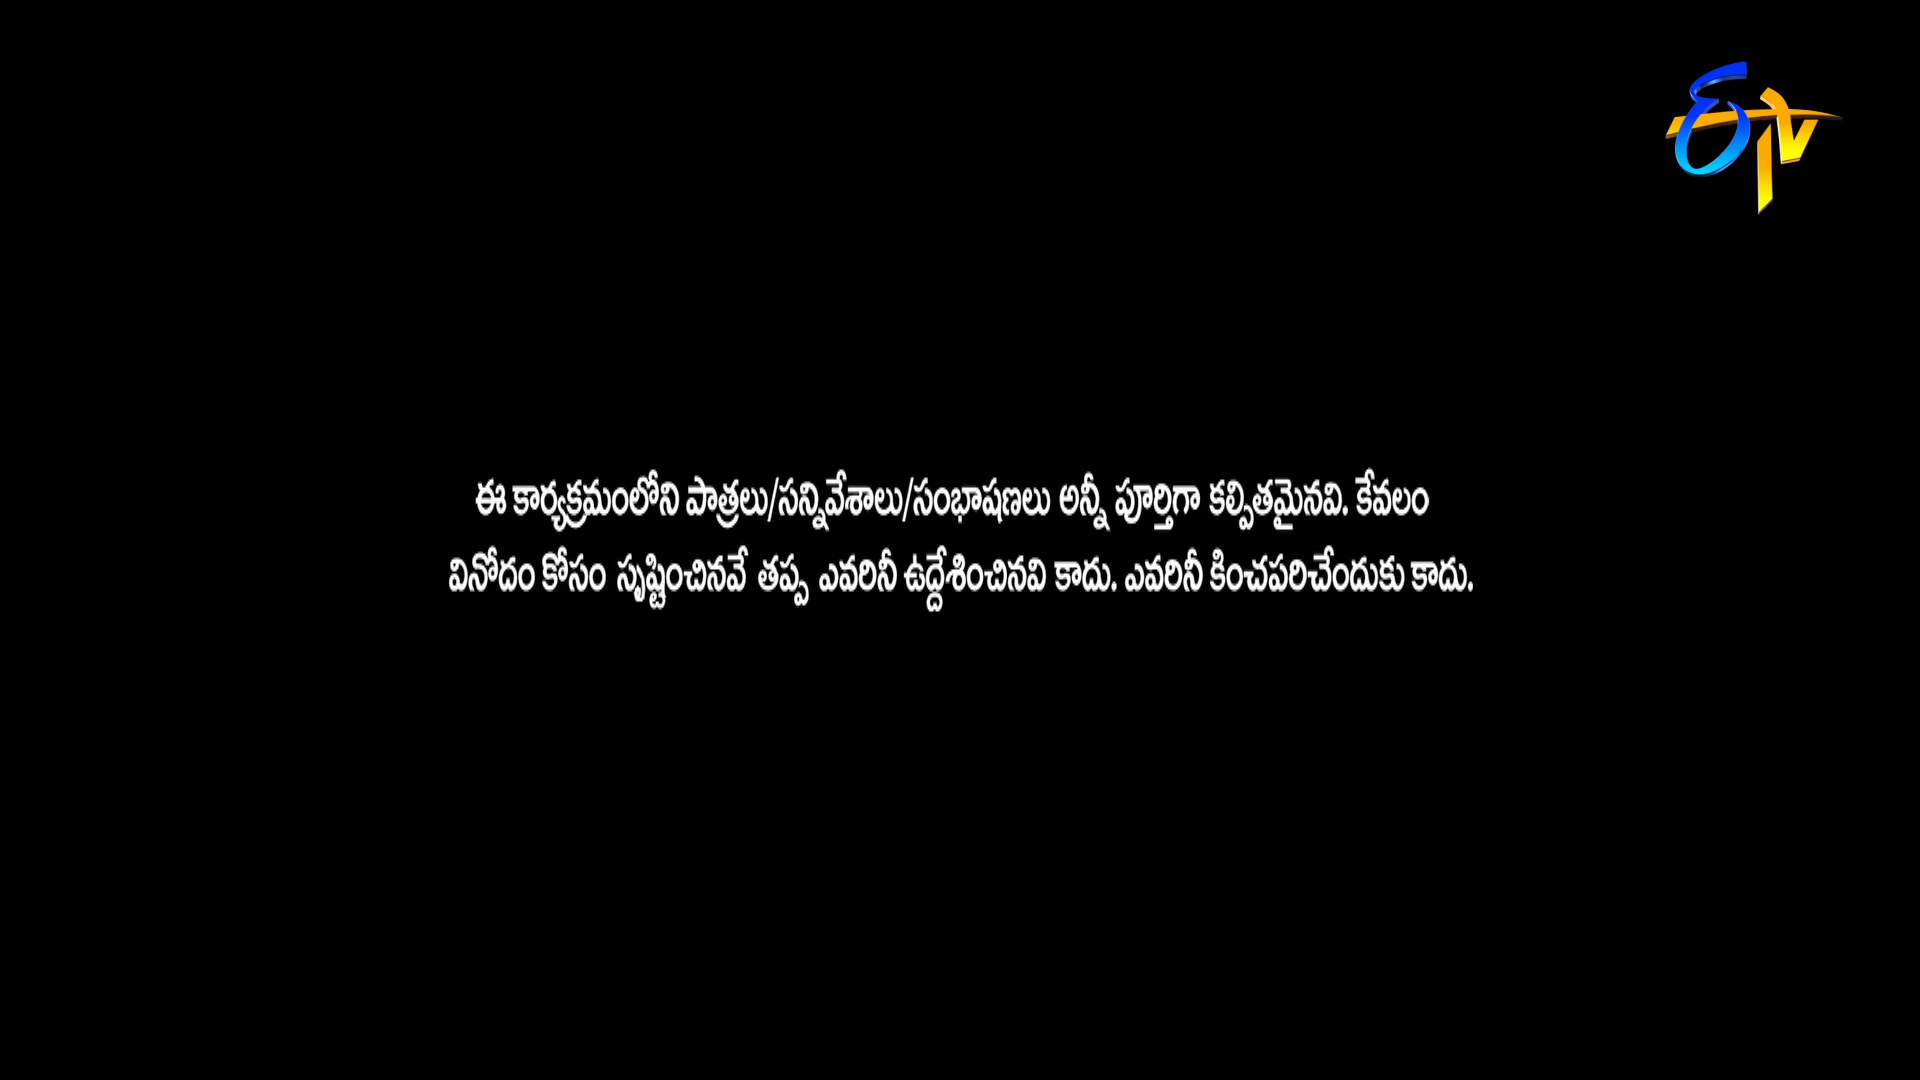 ETV
ఈ కార్యక్రమంలోని పాత్రలు/సన్నివేశాలు/సంభాషణలు అన్నీ పూర్తిగా కల్పితమైనవి. కేవలం
వినోదం కోసం సృష్టించినవే తప్ప ఎవరినీ ఉద్దేశించినవి కాదు. ఎవరినీ కించపరిచేందుకు కాదు.